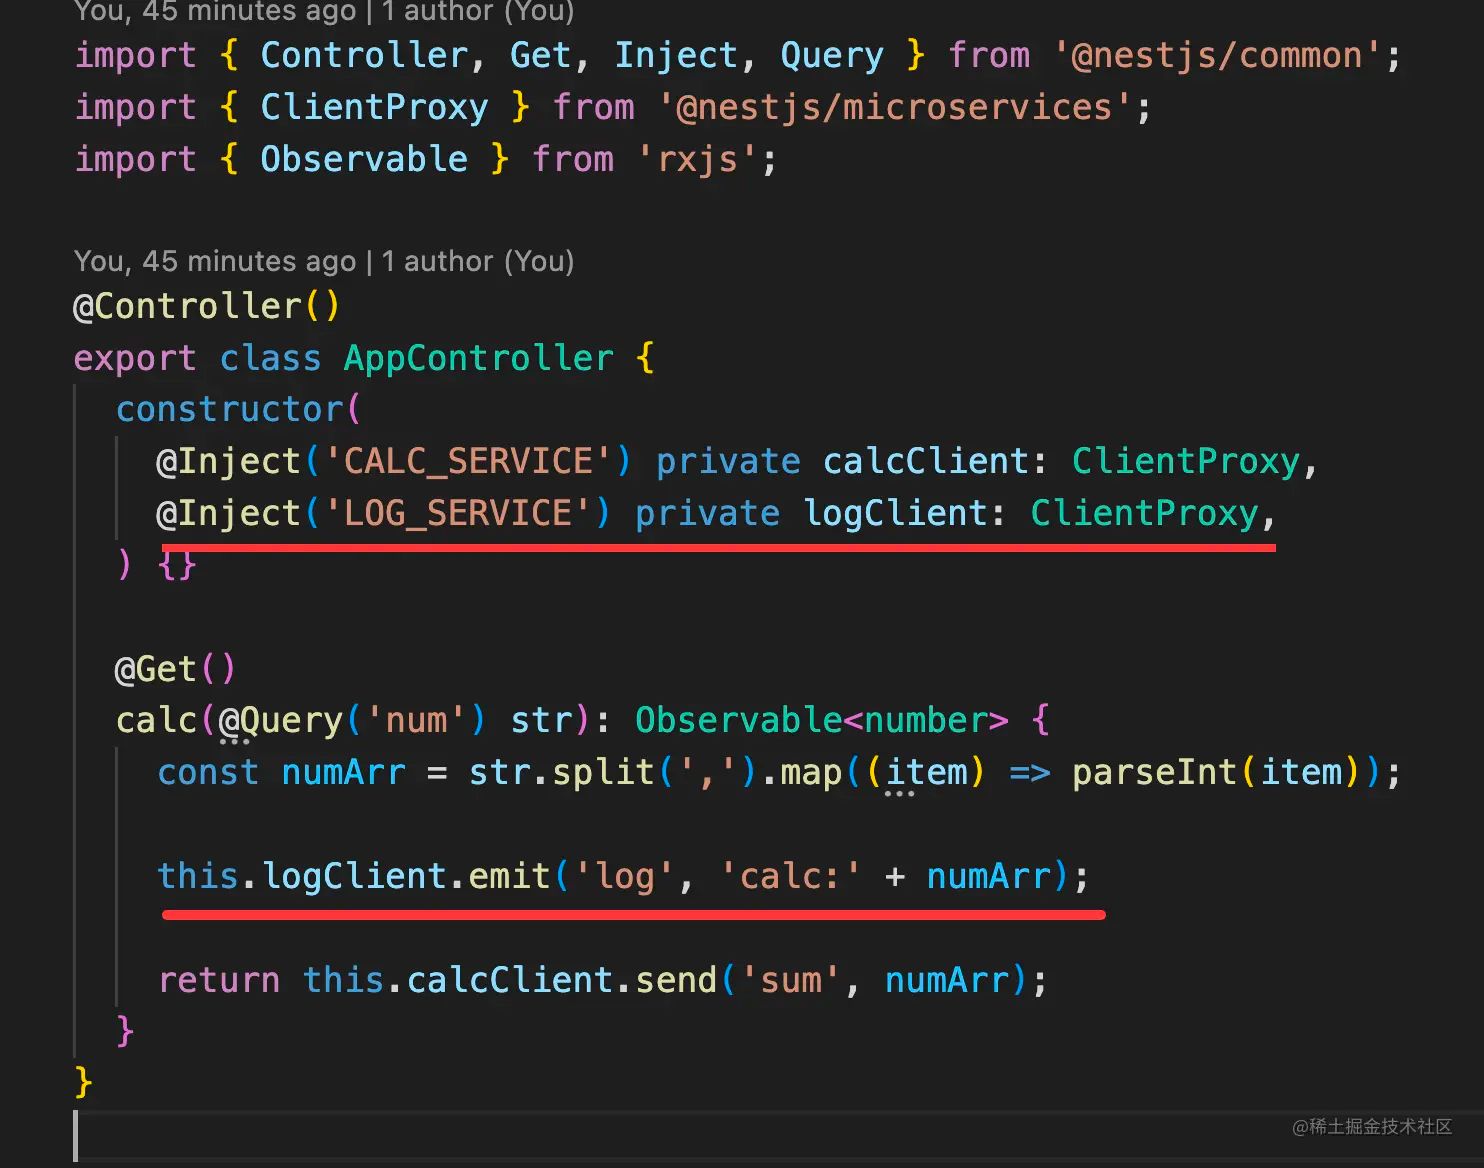 You, 45 minutes ago | 1 author (You)
import { Controller, Get, Inject, Query } from '@nestjs/common';
import { ClientProxy } from '@nestjs/microservices';
import { Observable } from 'rxjs';
You, 45 minutes ago | 1 author (You)
@Controller()
export class AppController {
  constructor(
    @Inject('CALC_SERVICE') private calcClient: ClientProxy,
    @Inject('LOG_SERVICE') private logClient: ClientProxy,
  ) {}
  @Get()
  calc(@Query('num') str): Observable<number> {
    const numArr = str.split(',').map((item) => parseInt(item));
    this.logClient.emit('log', 'calc:' + numArr);
    return this.calcClient.send('sum', numArr);
  }
}
@稀土掘金技术社区